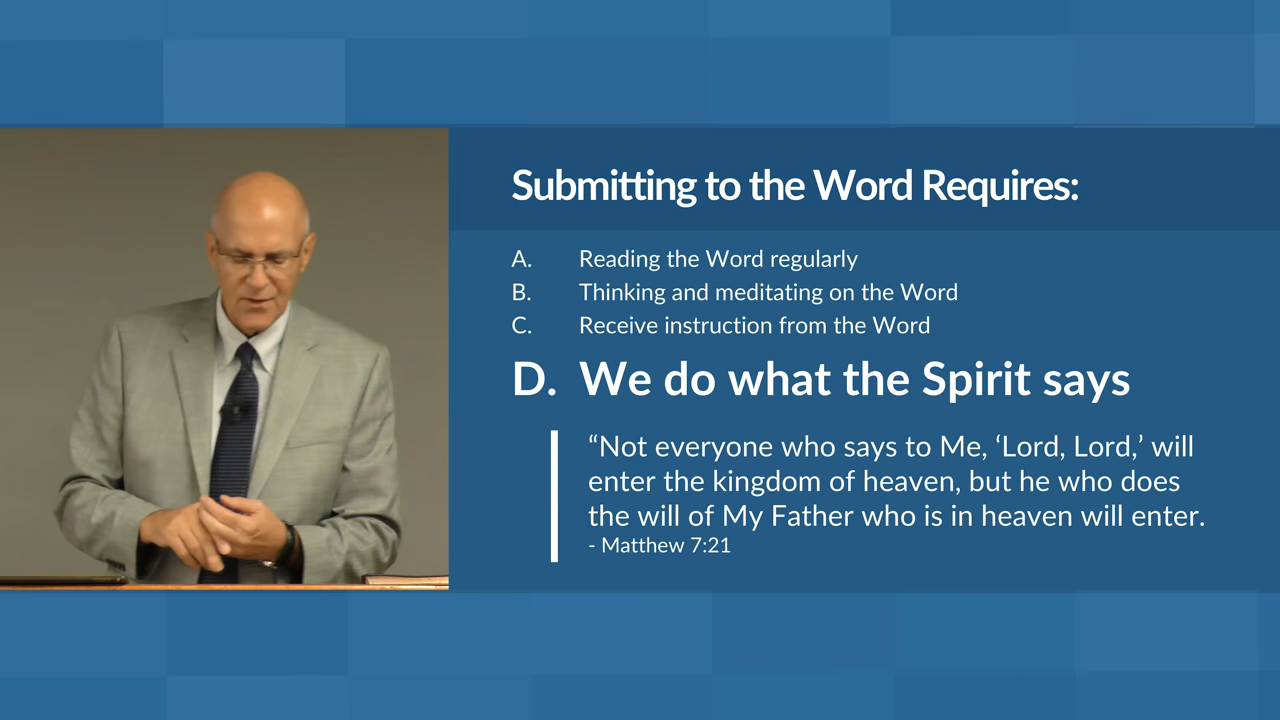 Submitting to the Word Requires:
A. Reading the Word regularly
B. Thinking and meditating on the Word
C. Receive instruction from the Word
D. We do what the Spirit says
“Not everyone who says to Me, ‘Lord, Lord,’ will
enter the kingdom of heaven, but he who does
the will of My Father who is in heaven will enter.
- Matthew 7:21